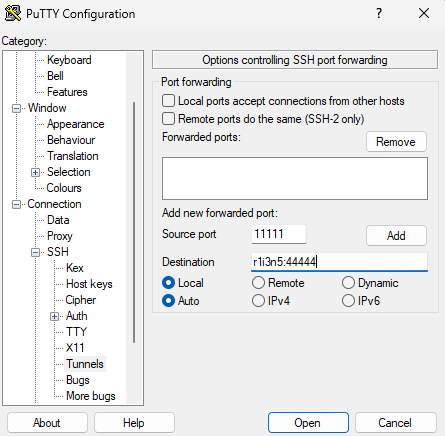 PuTTY Configuration
? ×
Category:
Keyboard
Bell
Features
Window
Appearance
Behaviour
Translation
Selection
Colours
Connection
Data
Proxy
SSH
Kex
Host keys
Cipher
Auth
TTY
X11
Tunnels
Bugs
More bugs
Options controlling SSH port forwarding
Port forwarding
Local ports accept connections from other hosts
Remote ports do the same (SSH-2 only)
Forwarded ports:
Remove
Add new forwarded port:
Source port 11111 Add
Destination r1i3n5:44444
Local Remote Dynamic
Auto IPv4 IPv6
About Help Open Cancel